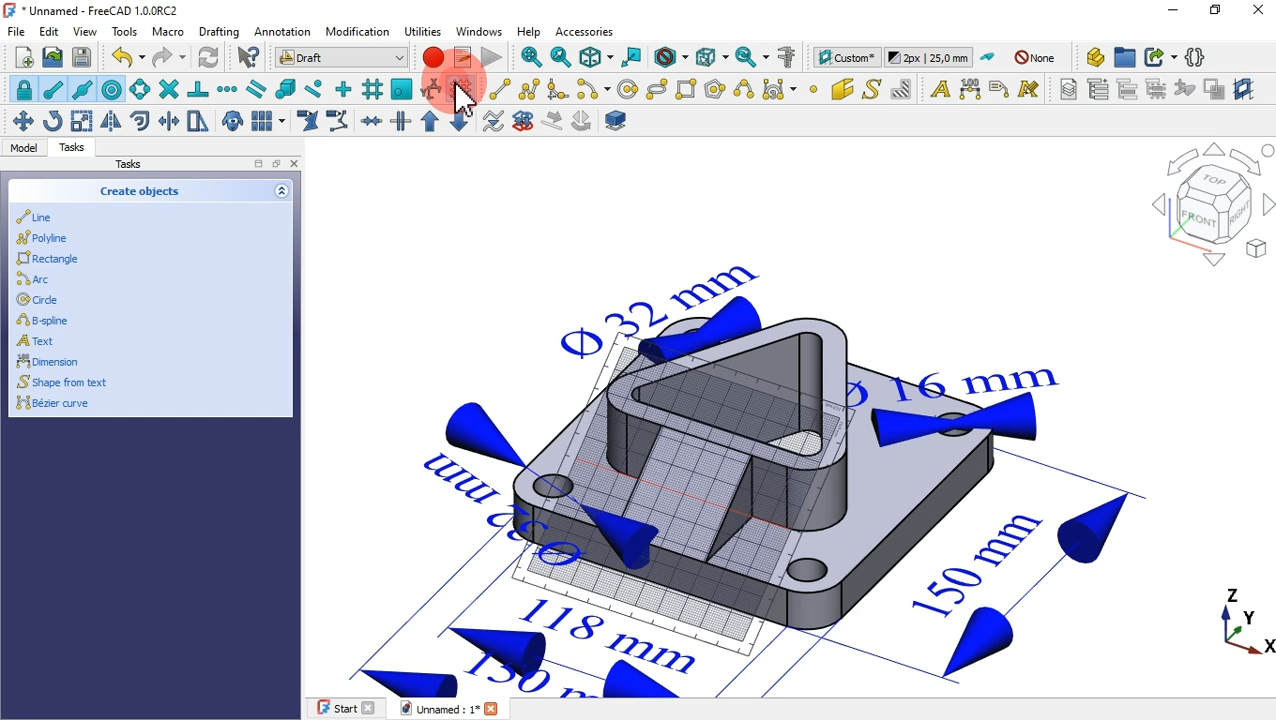 * Unnamed - FreeCAD 1.0.0RC2
File Edit View Tools Macro Drafting Annotation Modification Utilities Windows Help Accessories
Draft
Custom*
2px | 25,0 mm
None
Model Tasks
Tasks
Create objects
Line
Polyline
Rectangle
Arc
Circle
B-spline
Text
Dimension
Shape from text
Bézier curve
TOP
FRONT
RIGHT
Ø 32 mm
Ø 16 mm
Ø 32 mm
150 mm
118 mm
Z
Y
X
Start
Unnamed : 1*